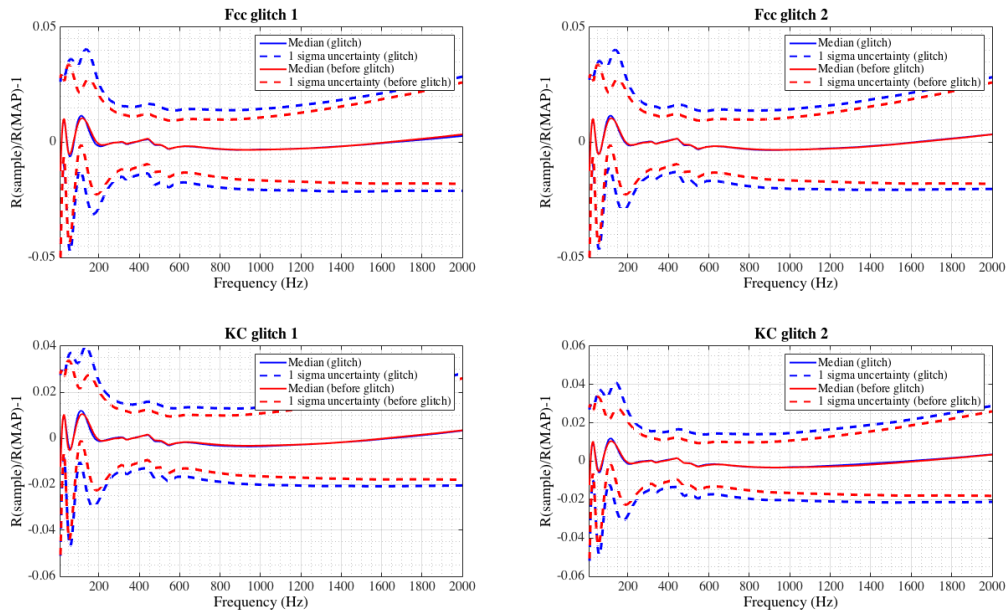 Fcc glitch 1
0.05
0
-0.05
R(sample)/R(MAP)-1
Median (glitch)
1 sigma uncertainty (glitch)
Median (before glitch)
1 sigma uncertainty (before glitch)
200 400 600 800 1000 1200 1400 1600 1800 2000
Frequency (Hz)
Fcc glitch 2
0.05
0
-0.05
R(sample)/R(MAP)-1
Median (glitch)
1 sigma uncertainty (glitch)
Median (before glitch)
1 sigma uncertainty (before glitch)
200 400 600 800 1000 1200 1400 1600 1800 2000
Frequency (Hz)
KC glitch 1
0.04
0.02
0
-0.02
-0.04
-0.06
R(sample)/R(MAP)-1
Median (glitch)
1 sigma uncertainty (glitch)
Median (before glitch)
1 sigma uncertainty (before glitch)
200 400 600 800 1000 1200 1400 1600 1800 2000
Frequency (Hz)
KC glitch 2
0.06
0.04
0.02
0
-0.02
-0.04
-0.06
R(sample)/R(MAP)-1
Median (glitch)
1 sigma uncertainty (glitch)
Median (before glitch)
1 sigma uncertainty (before glitch)
200 400 600 800 1000 1200 1400 1600 1800 2000
Frequency (Hz)